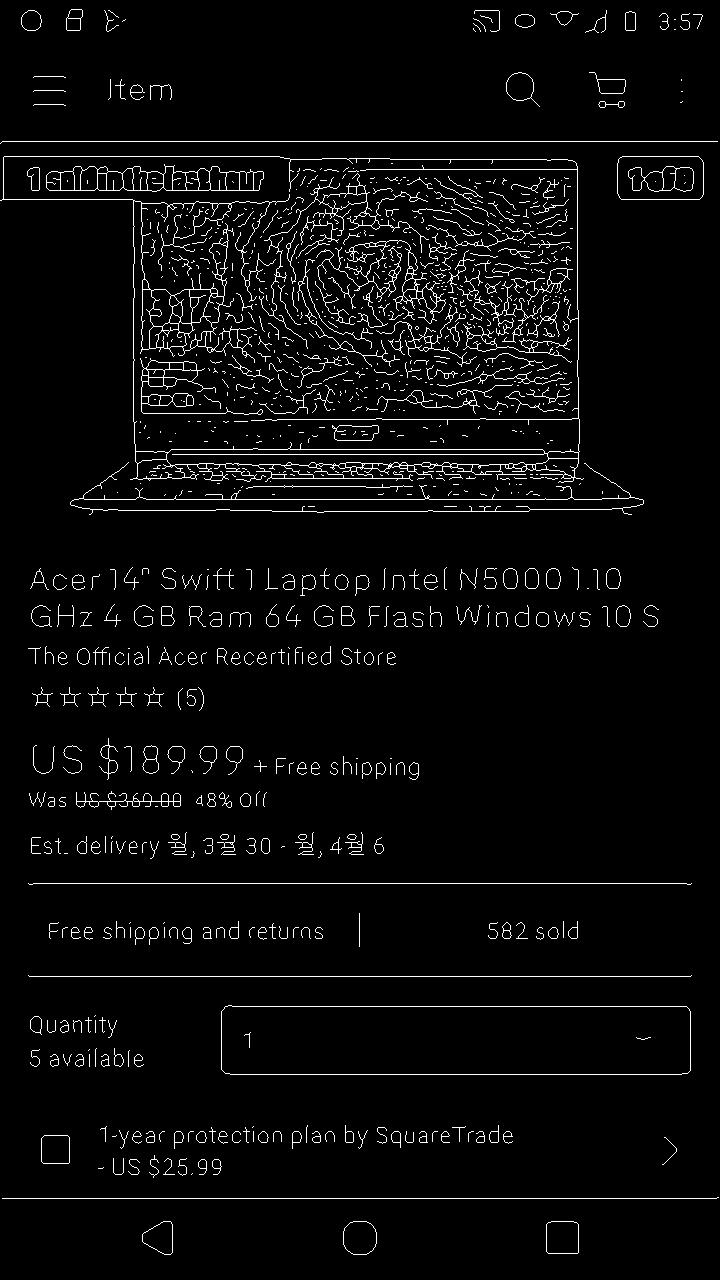 3:57
Item
1 sold in the last hour
1 of 8
Acer 14" Swift 1 Laptop Intel N5000 1.10
GHz 4 GB Ram 64 GB Flash Windows 10 S
The Official Acer Recertified Store
(5)
US $189.99 + Free shipping
Was US $369.00 48% Off
Est. delivery 월, 3월 30 - 월, 4월 6
Free shipping and returns
582 sold
Quantity
5 available
1
1-year protection plan by SquareTrade
- US $25.99